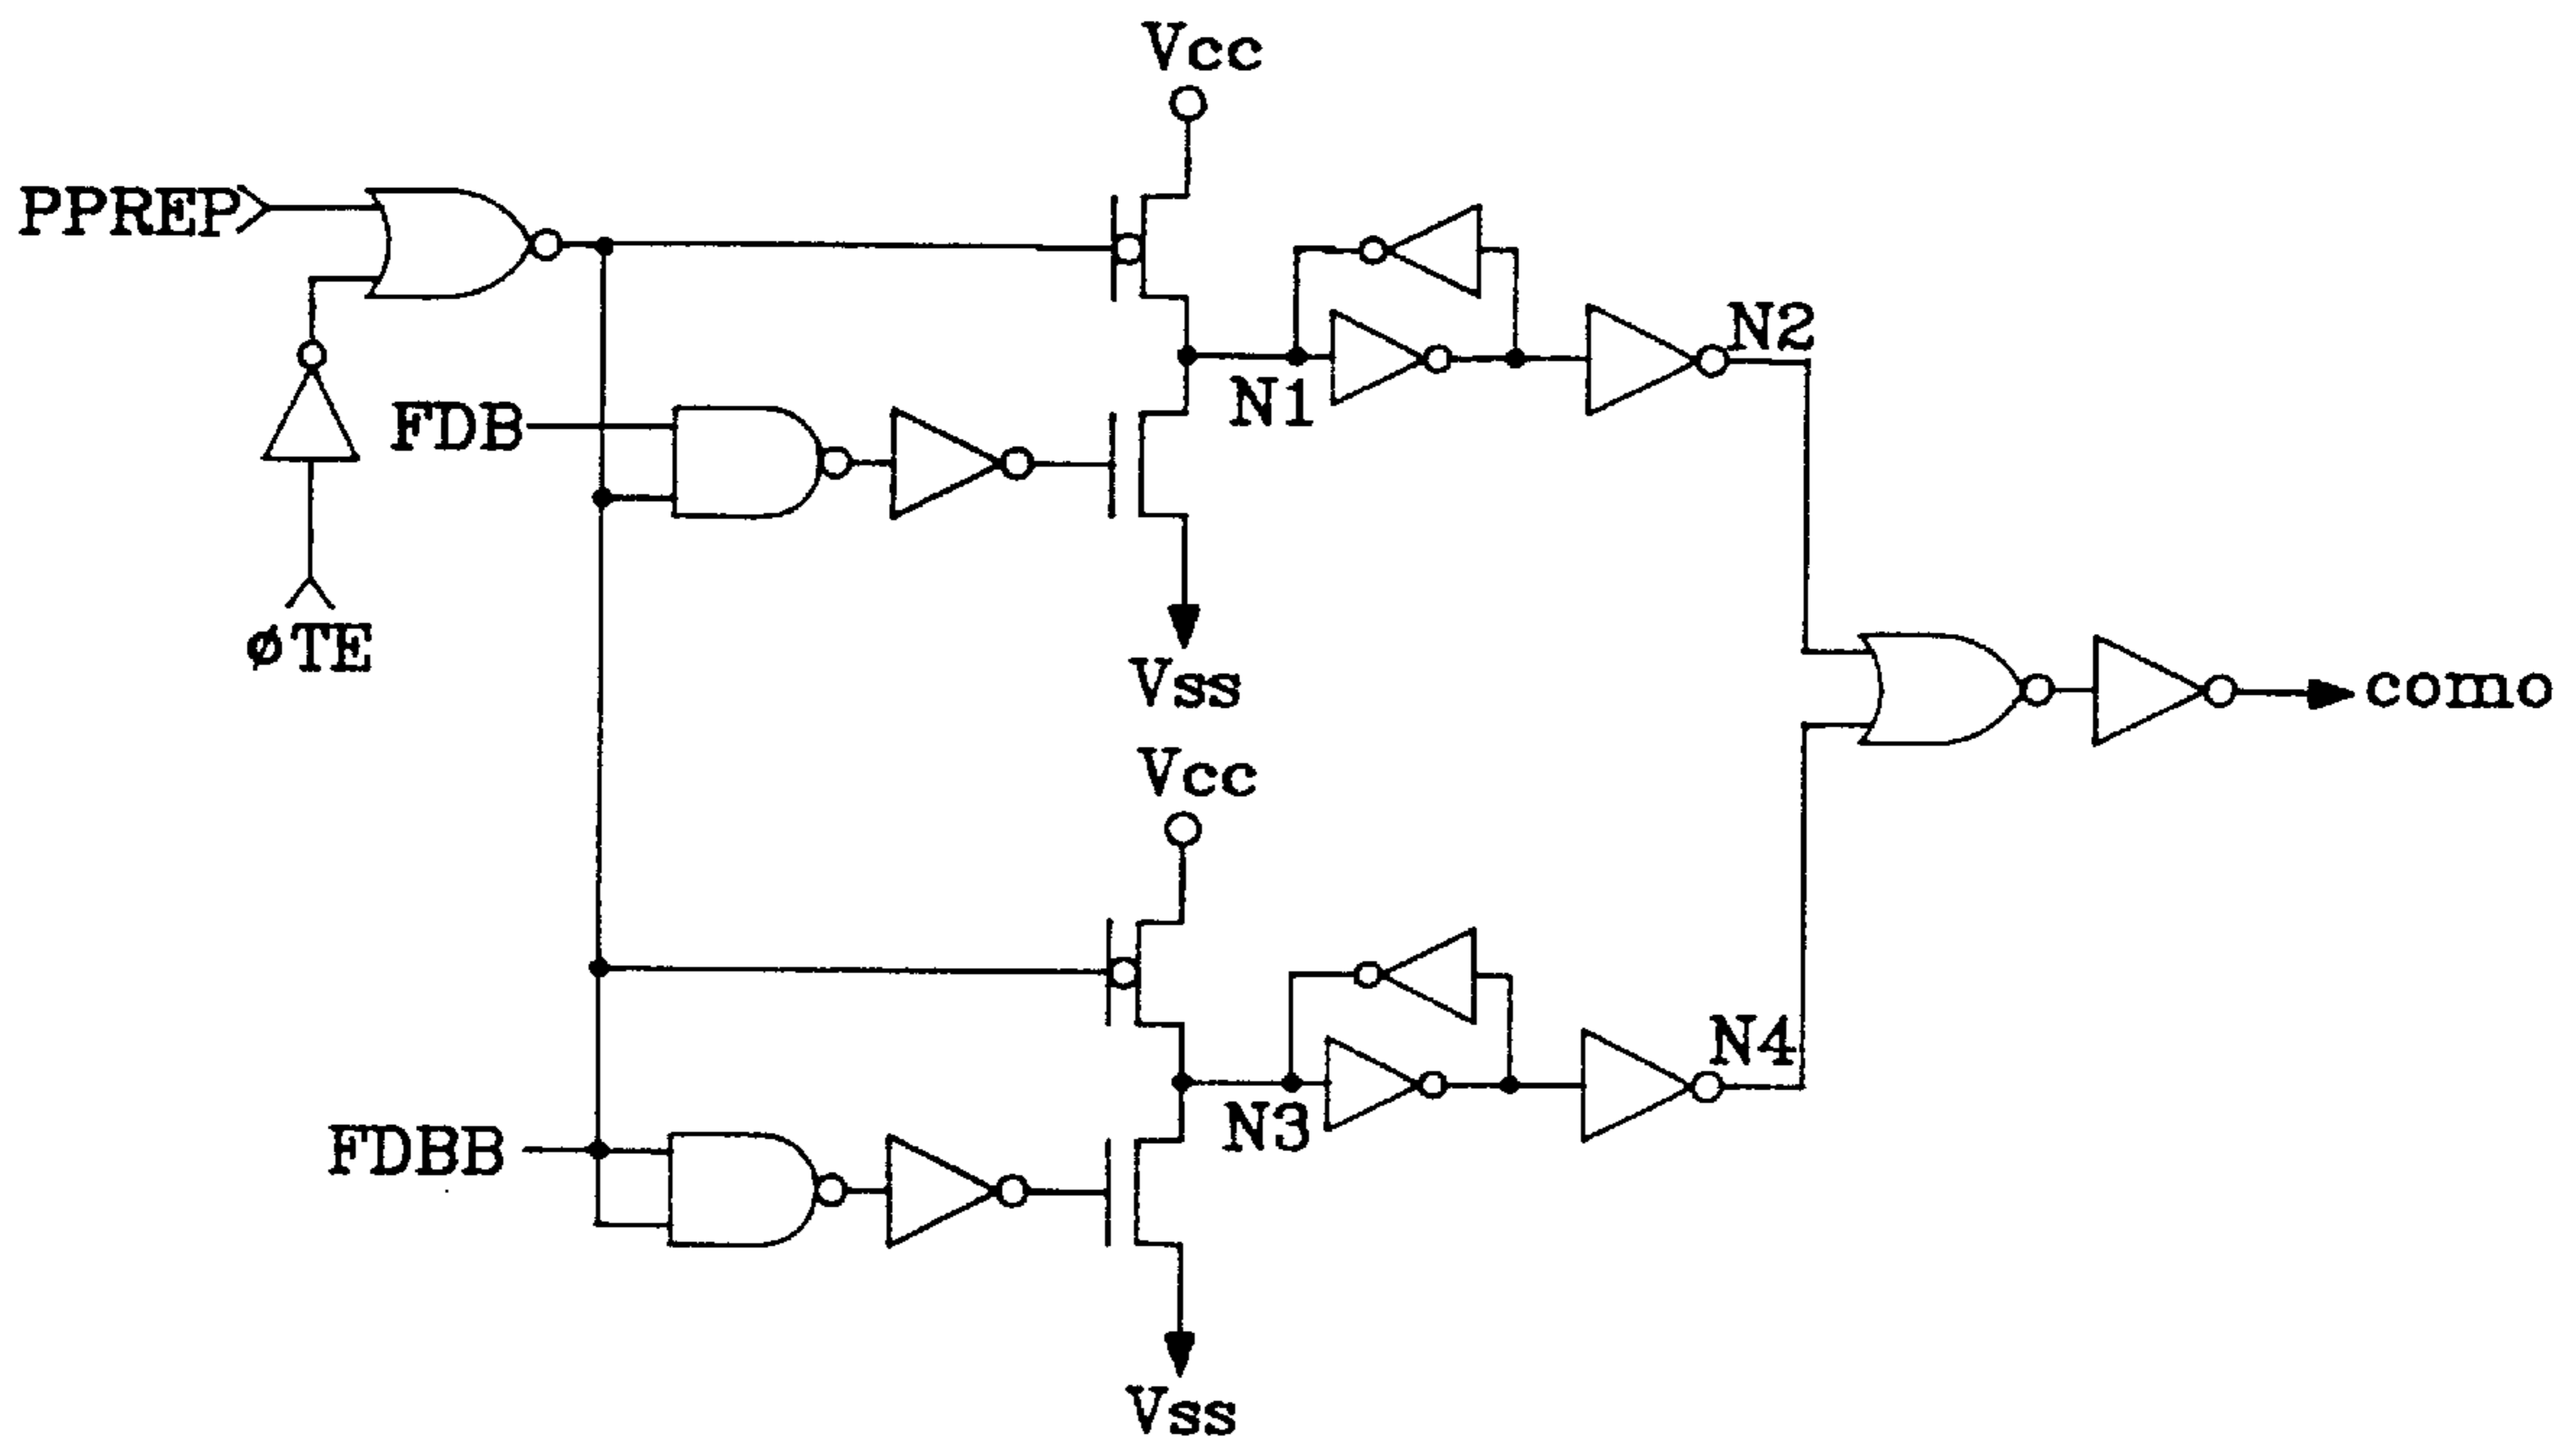 Vcc
PPREP
N2
FDB
N1
øTE
Vss
como
Vcc
N4
FDBB
N3
Vss